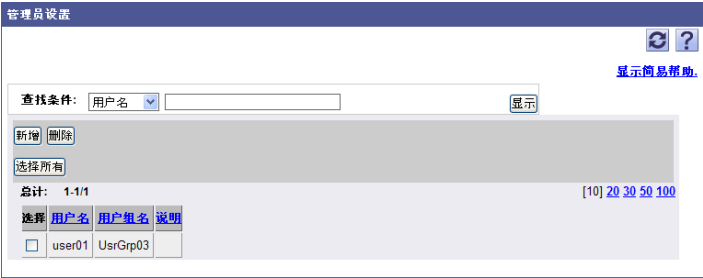 管理员设置
?
显示简易帮助.
查找条件: 用户名 显示
新增 删除
选择所有
总计: 1-1/1 [10] 20 30 50 100
选择 用户名 用户组名 说明
user01 UsrGrp03